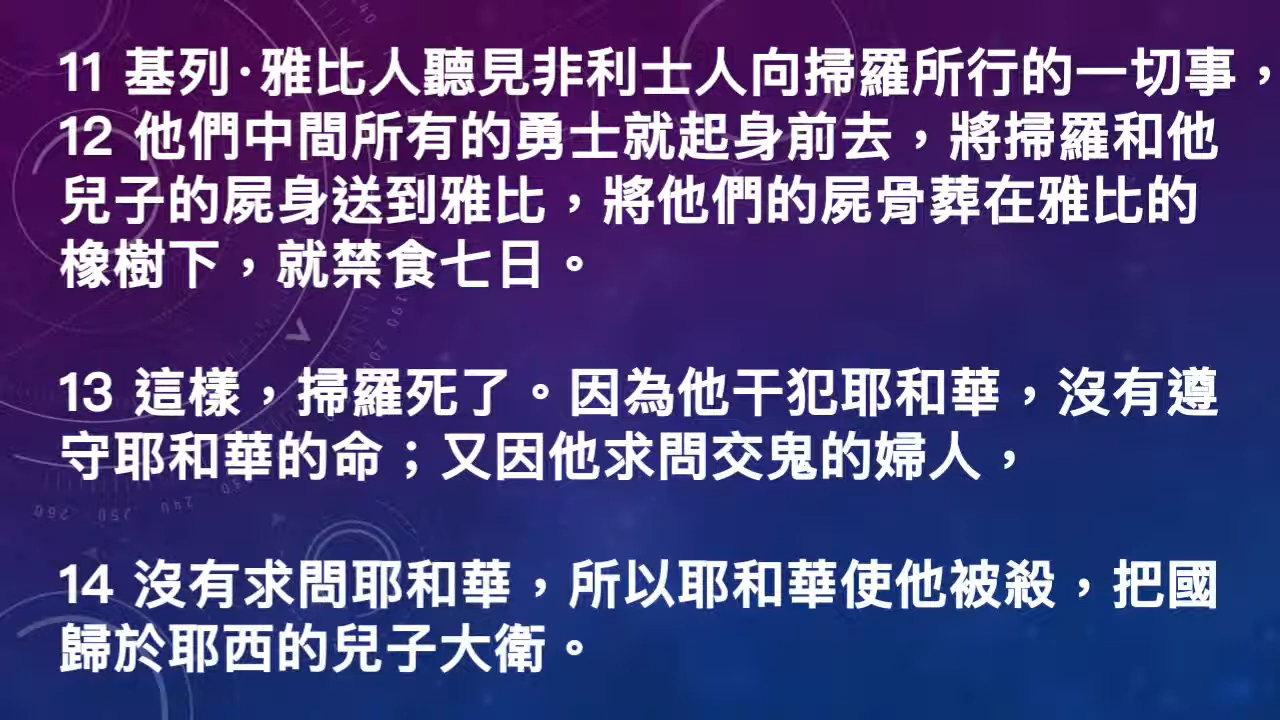 11 基列·雅比人聽見非利士人向掃羅所行的一切事，
12 他們中間所有的勇士就起身前去，將掃羅和他
兒子的屍身送到雅比，將他們的屍骨葬在雅比的
橡樹下，就禁食七日。
13 這樣，掃羅死了。因為他干犯耶和華，沒有遵
守耶和華的命；又因他求問交鬼的婦人，
14 沒有求問耶和華，所以耶和華使他被殺，把國
歸於耶西的兒子大衛。